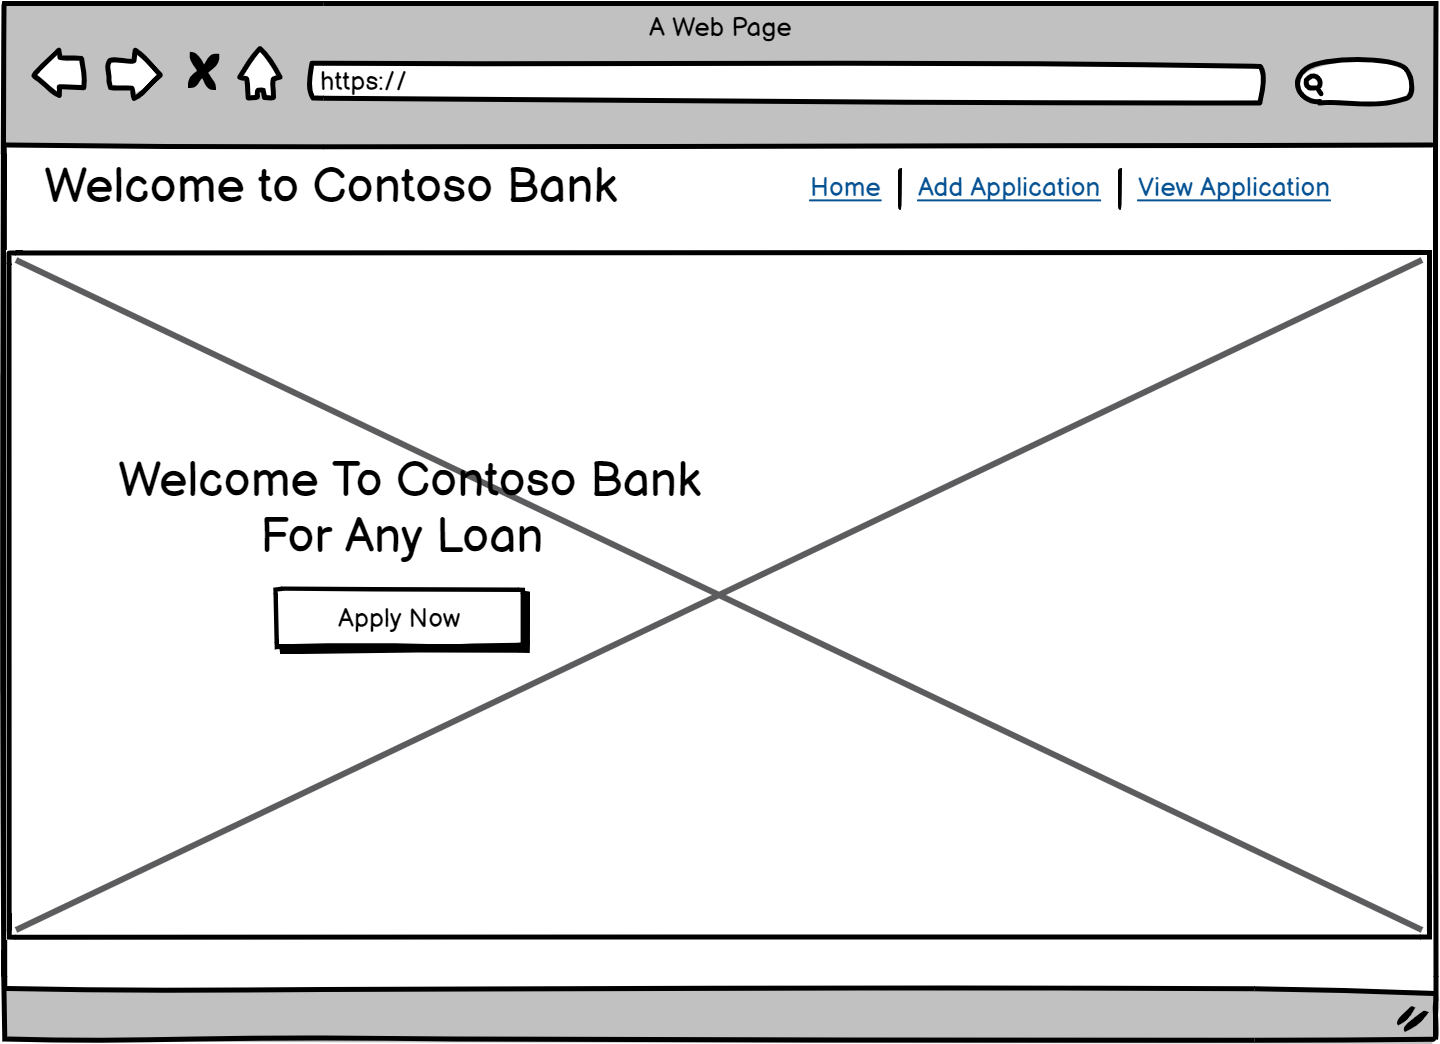 A Web Page
https://
Welcome to Contoso Bank
Home
Add Application
View Application
Welcome To Contoso Bank
For Any Loan
Apply Now